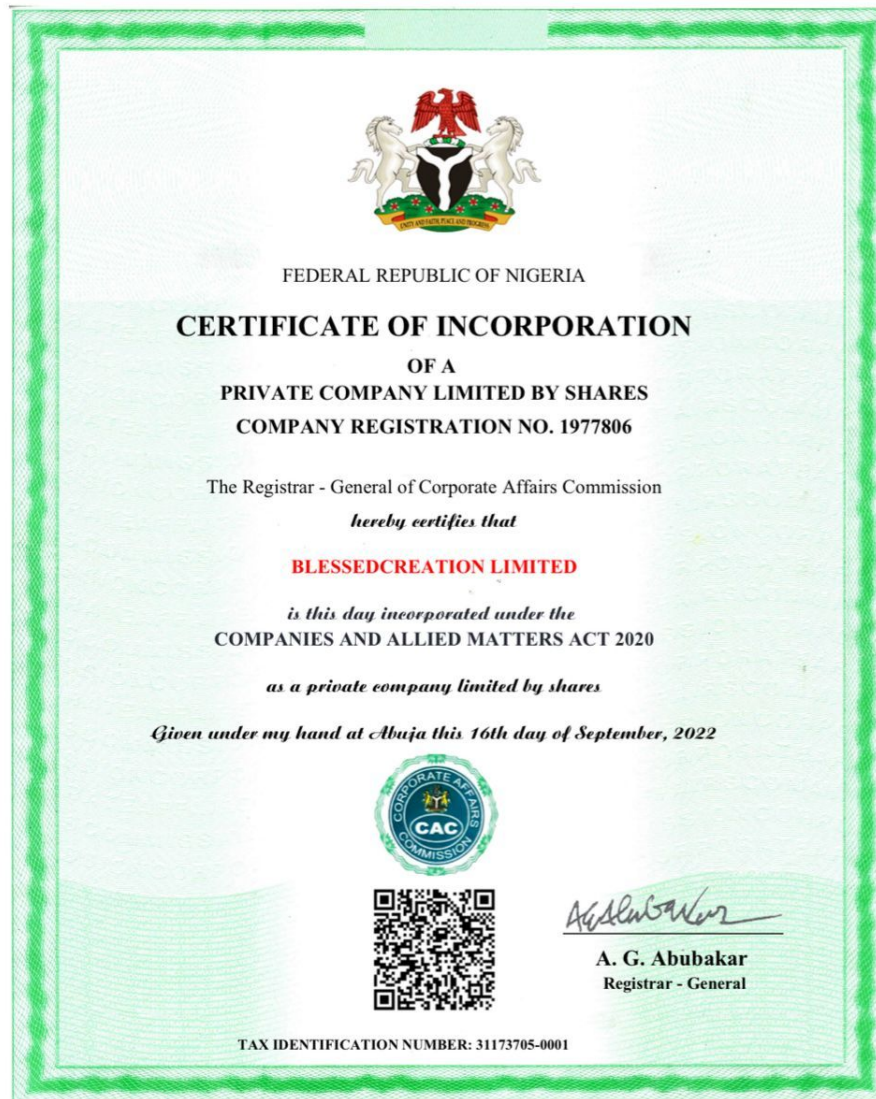 UNITY AND FAITH, PEACE AND PROGRESS
FEDERAL REPUBLIC OF NIGERIA
CERTIFICATE OF INCORPORATION
OF A
PRIVATE COMPANY LIMITED BY SHARES
COMPANY REGISTRATION NO. 1977806
The Registrar - General of Corporate Affairs Commission
hereby certifies that
BLESSEDCREATION LIMITED
is this day incorporated under the
COMPANIES AND ALLIED MATTERS ACT 2020
as a private company limited by shares
Given under my hand at Abuja this 16th day of September, 2022
CORPORATE AFFAIRS
CAC
COMMISSION
A. G. Abubakar
Registrar - General
TAX IDENTIFICATION NUMBER: 31173705-0001